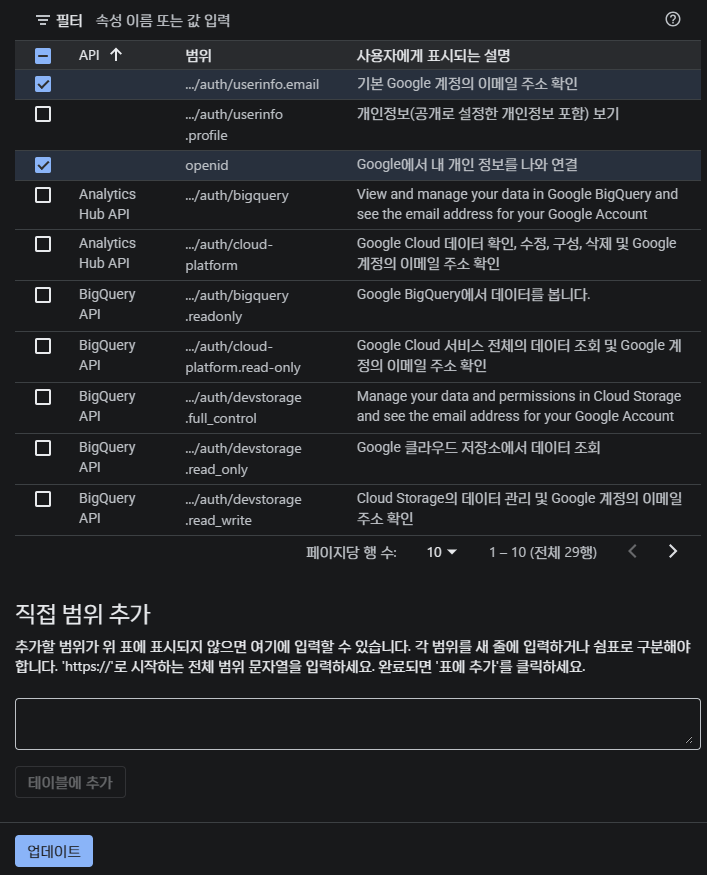 필터 속성 이름 또는 값 입력
API 범위 사용자에게 표시되는 설명
.../auth/userinfo.email 기본 Google 계정의 이메일 주소 확인
.../auth/userinfo 개인정보(공개로 설정한 개인정보 포함) 보기
.profile
openid Google에서 내 개인 정보를 나와 연결
Analytics .../auth/bigquery View and manage your data in Google BigQuery and
Hub API see the email address for your Google Account
Analytics .../auth/cloud- Google Cloud 데이터 확인, 수정, 구성, 삭제 및 Google
Hub API platform 계정의 이메일 주소 확인
BigQuery .../auth/bigquery Google BigQuery에서 데이터를 봅니다.
API .readonly
BigQuery .../auth/cloud- Google Cloud 서비스 전체의 데이터 조회 및 Google 계
API platform.read-only 정의 이메일 주소 확인
BigQuery .../auth/devstorage Manage your data and permissions in Cloud Storage
API .full_control and see the email address for your Google Account
BigQuery .../auth/devstorage Google 클라우드 저장소에서 데이터 조회
API .read_only
BigQuery .../auth/devstorage Cloud Storage의 데이터 관리 및 Google 계정의 이메일
API .read_write 주소 확인
페이지당 행 수: 10 1 – 10 (전체 29행)
직접 범위 추가
추가할 범위가 위 표에 표시되지 않으면 여기에 입력할 수 있습니다. 각 범위를 새 줄에 입력하거나 쉼표로 구분해야
합니다. 'https://'로 시작하는 전체 범위 문자열을 입력하세요. 완료되면 '표에 추가'를 클릭하세요.
테이블에 추가
업데이트